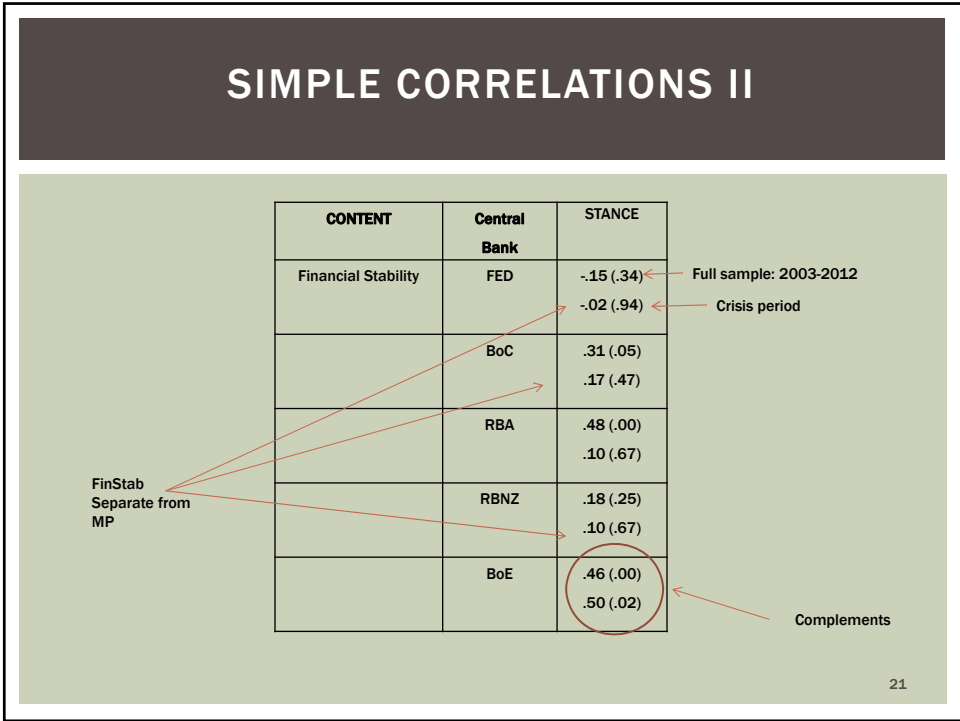 SIMPLE CORRELATIONS II
CONTENT Central Bank STANCE
Financial Stability FED -.15 (.34) Full sample: 2003-2012
-.02 (.94) Crisis period
BoC .31 (.05)
.17 (.47)
RBA .48 (.00)
.10 (.67)
FinStab
Separate from
MP
RBNZ .18 (.25)
.10 (.67)
BoE .46 (.00)
.50 (.02)
Complements
21